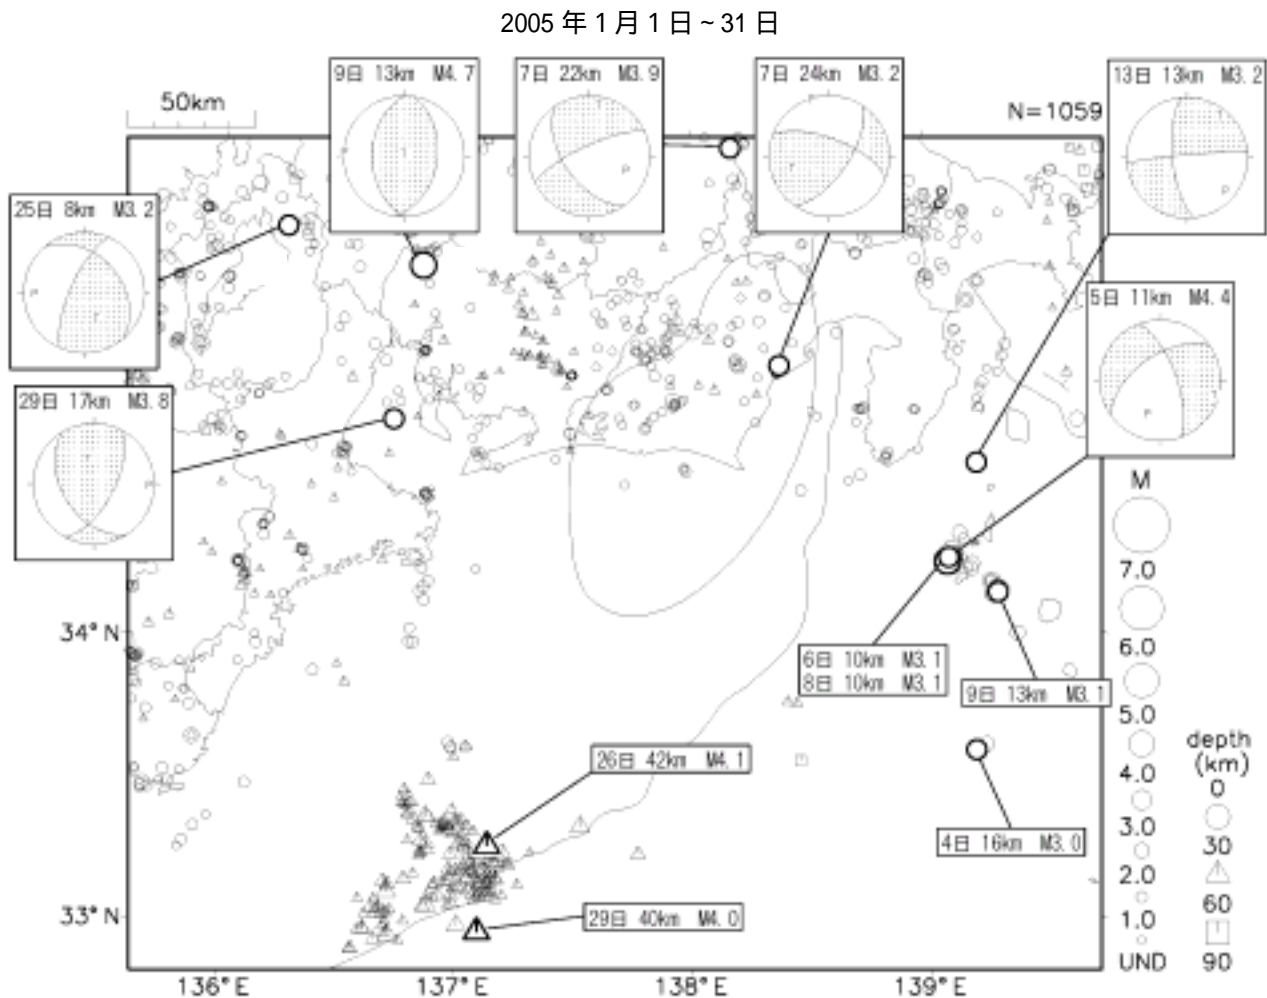 2005 年 1 月 1 日 ~ 31 日
50km
N=1059
9日 13km M4.7
7日 22km M3.9
7日 24km M3.2
13日 13km M3.2
25日 8km M3.2
5日 11km M4.4
29日 17km M3.8
6日 10km M3.1
8日 10km M3.1
9日 13km M3.1
26日 42km M4.1
4日 16km M3.0
29日 40km M4.0
34°N
33°N
136°E
137°E
138°E
139°E
M
7.0
6.0
5.0
4.0
3.0
2.0
1.0
UND
depth
(km)
0
30
60
90